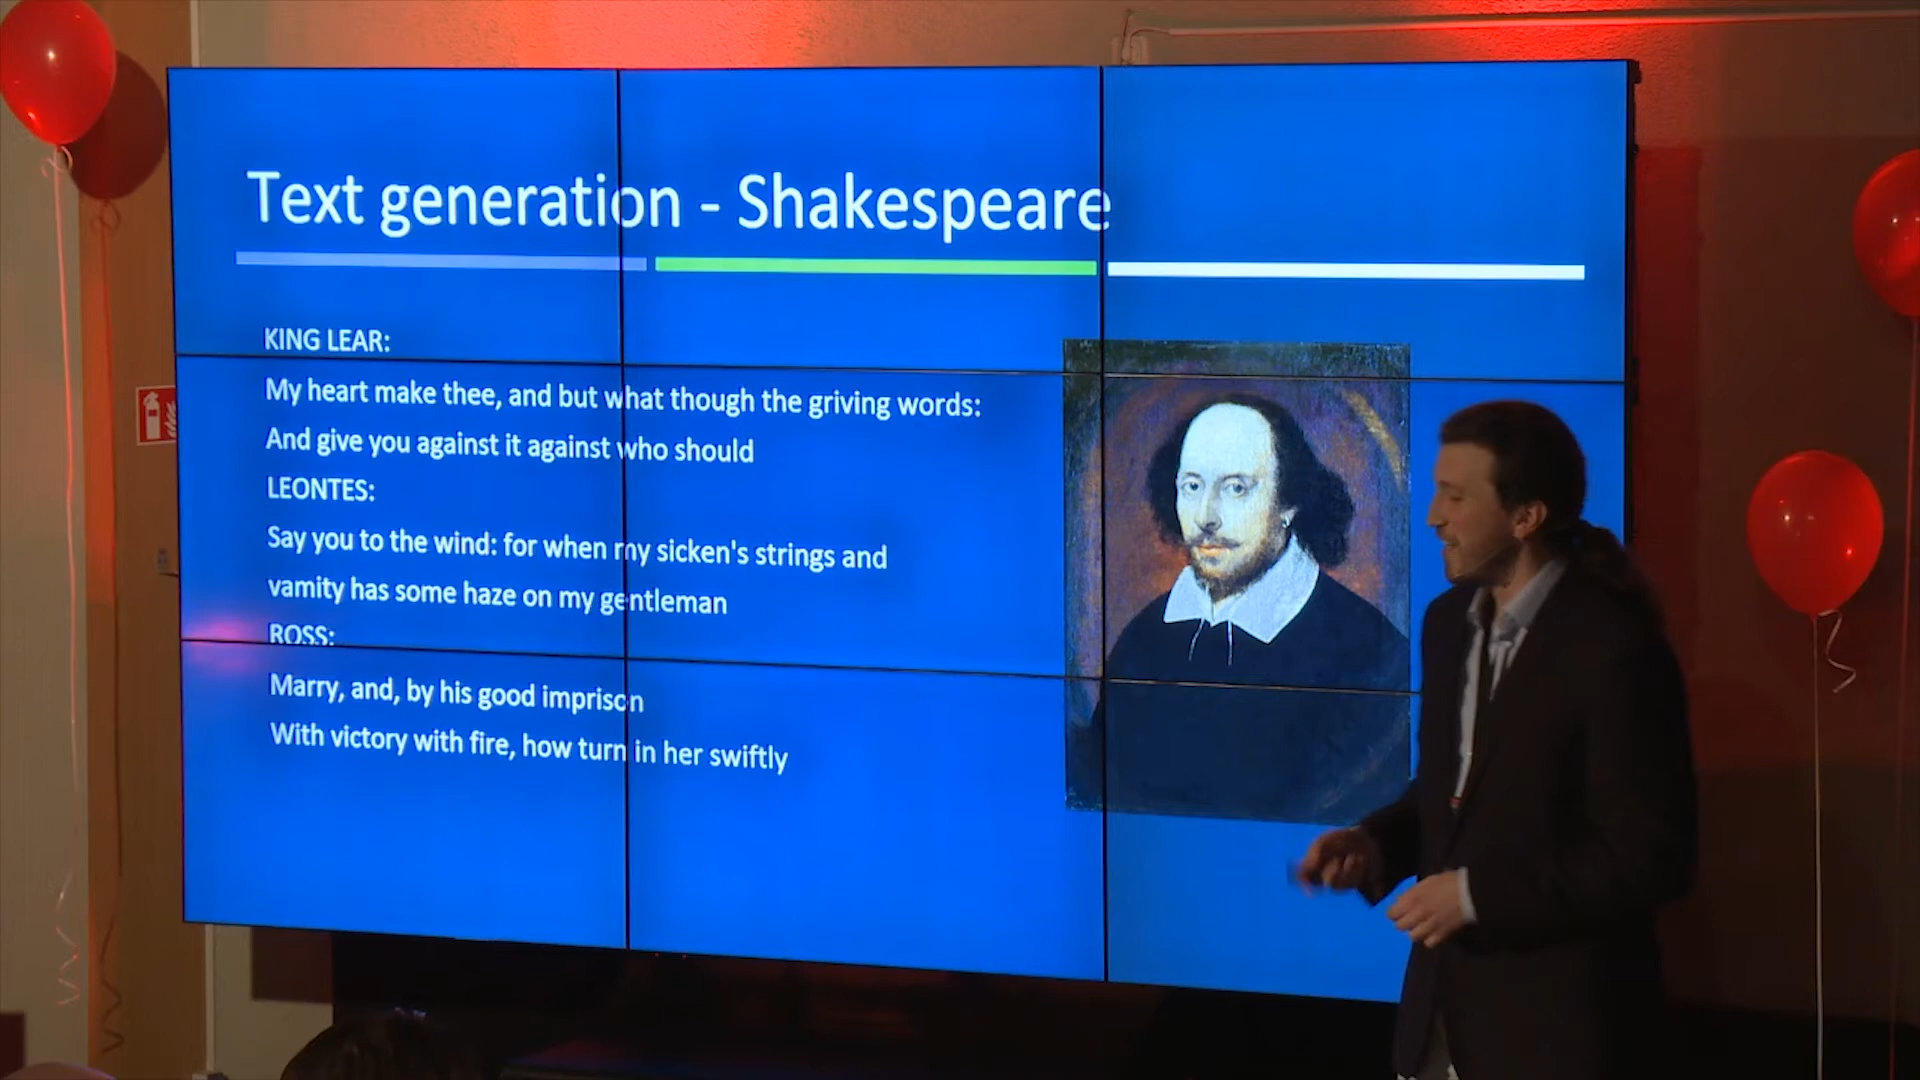 Text generation - Shakespeare
KING LEAR:
My heart make thee, and but what though the griving words:
And give you against it against who should
LEONTES:
Say you to the wind: for when my sicken's strings and
vamity has some haze on my gentleman
ROSS:
Marry, and, by his good imprison
With victory with fire, how turn in her swiftly